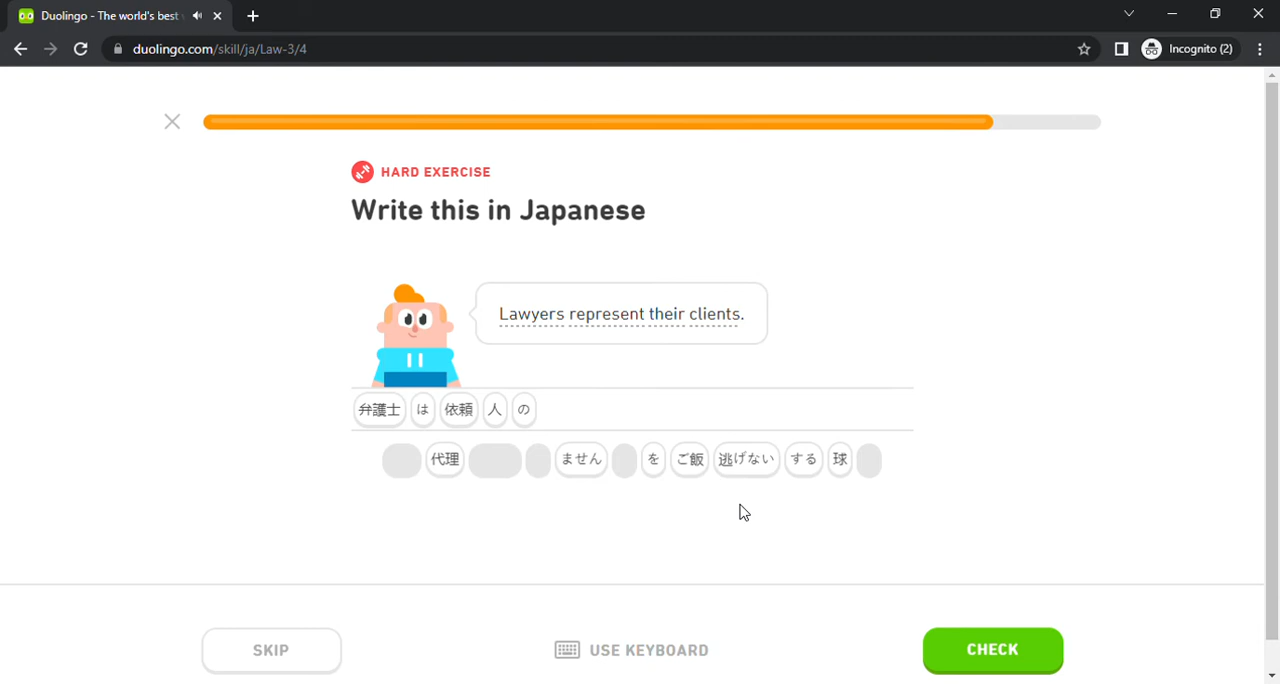 Duolingo - The world's best
duolingo.com/skill/ja/Law-3/4
Incognito (2)
HARD EXERCISE
Write this in Japanese
Lawyers represent their clients.
弁護士 は 依頼 人 の
代理 ません を ご飯 逃げない する 球
SKIP
USE KEYBOARD
CHECK